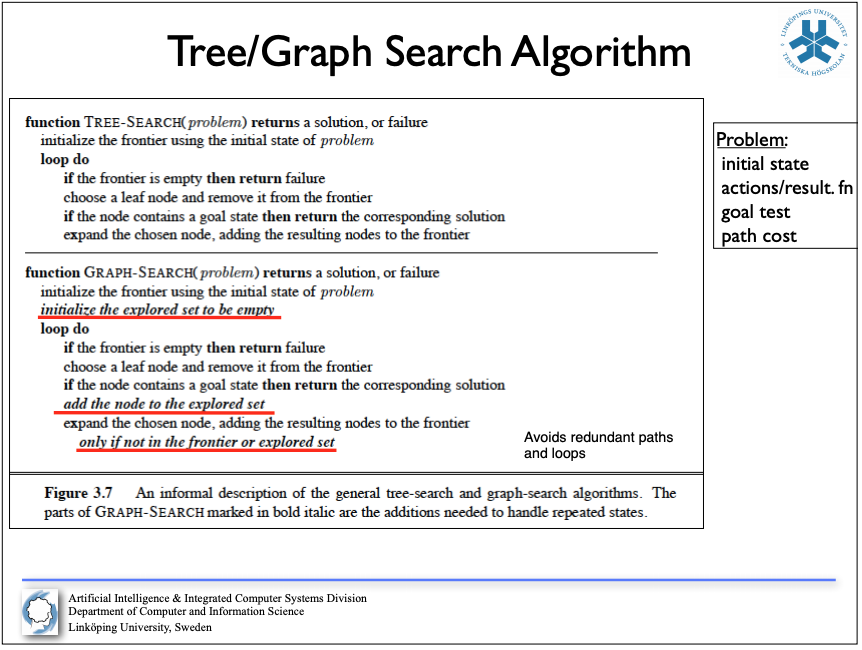 Tree/Graph Search Algorithm
LINKÖPINGS UNIVERSITET
TEKNISKA HÖGSKOLAN
function TREE-SEARCH(problem) returns a solution, or failure
initialize the frontier using the initial state of problem
loop do
if the frontier is empty then return failure
choose a leaf node and remove it from the frontier
if the node contains a goal state then return the corresponding solution
expand the chosen node, adding the resulting nodes to the frontier
function GRAPH-SEARCH(problem) returns a solution, or failure
initialize the frontier using the initial state of problem
initialize the explored set to be empty
loop do
if the frontier is empty then return failure
choose a leaf node and remove it from the frontier
if the node contains a goal state then return the corresponding solution
add the node to the explored set
expand the chosen node, adding the resulting nodes to the frontier
only if not in the frontier or explored set
Avoids redundant paths
and loops
Figure 3.7 An informal description of the general tree-search and graph-search algorithms. The
parts of GRAPH-SEARCH marked in bold italic are the additions needed to handle repeated states.
Problem:
initial state
actions/result. fn
goal test
path cost
Artificial Intelligence & Integrated Computer Systems Division
Department of Computer and Information Science
Linköping University, Sweden